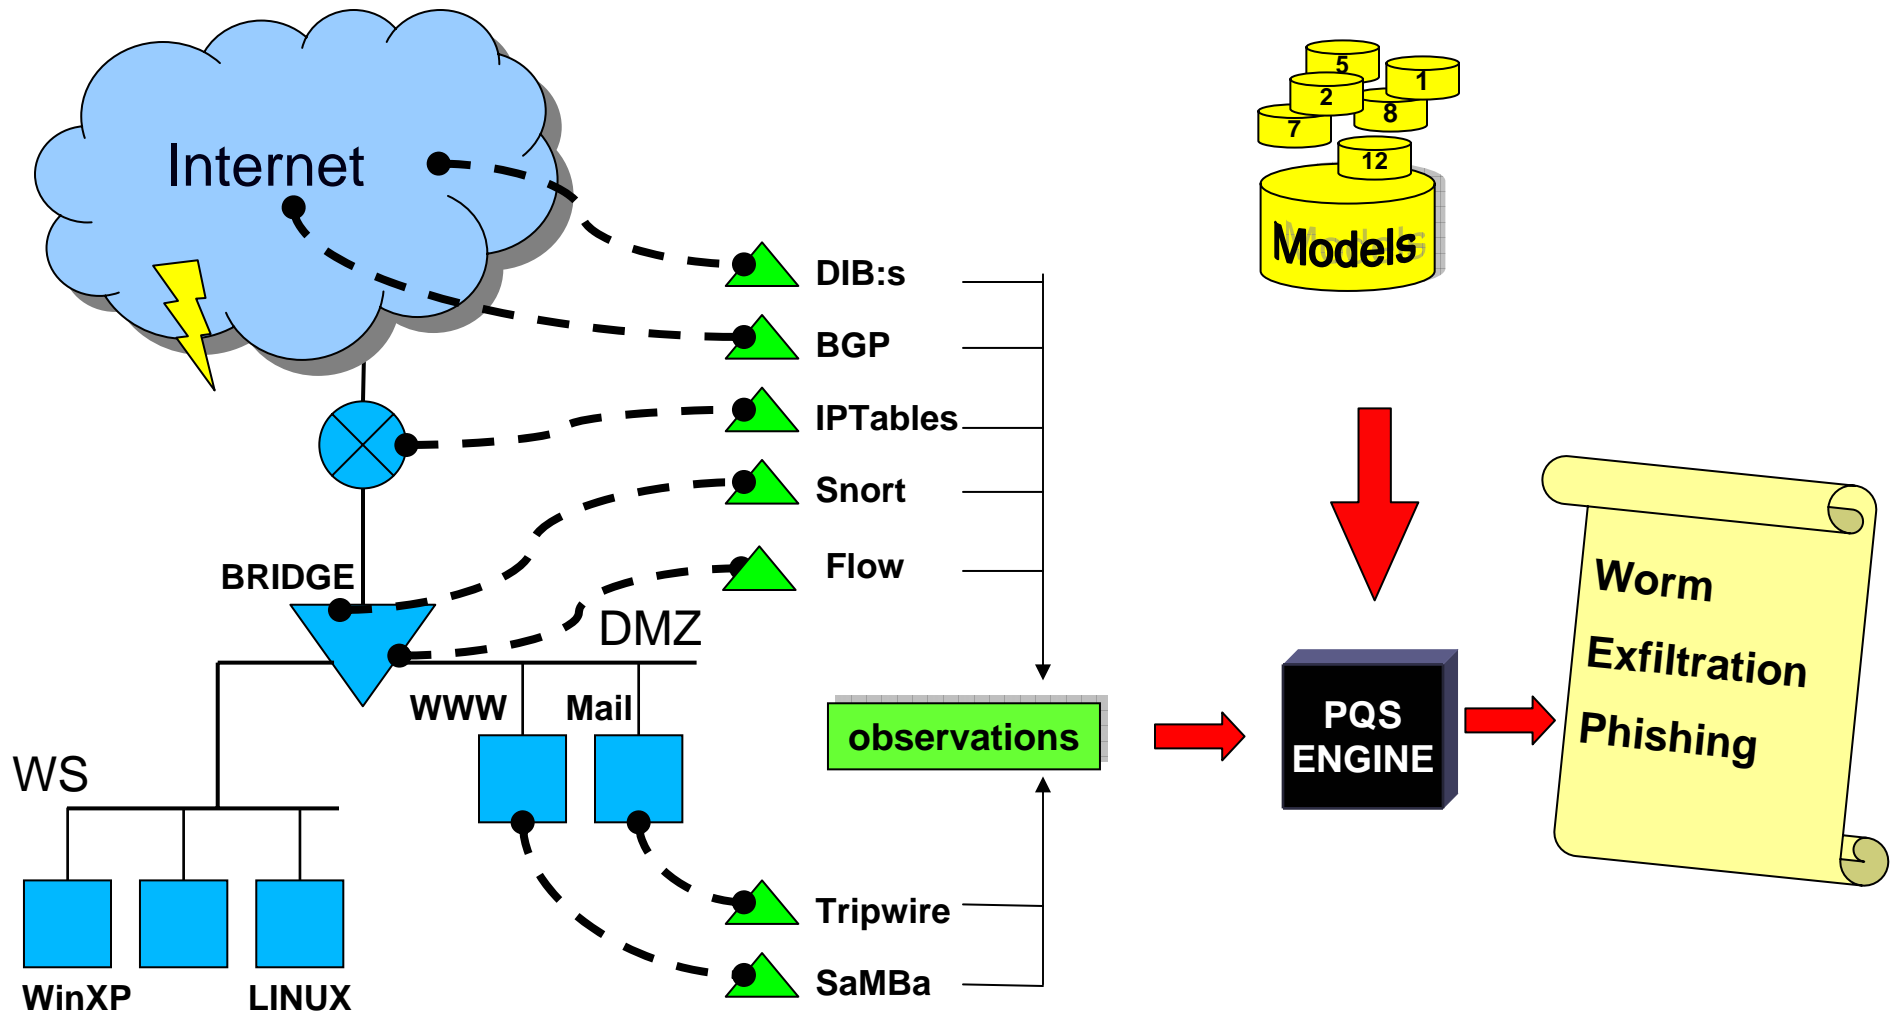 Internet
5
1
2
8
7
12
Models
DIB:s
BGP
IPTables
Snort
Flow
BRIDGE
DMZ
WWW
Mail
observations
PQS
ENGINE
Worm
Exfiltration
Phishing
WS
Tripwire
SaMBa
WinXP
LINUX